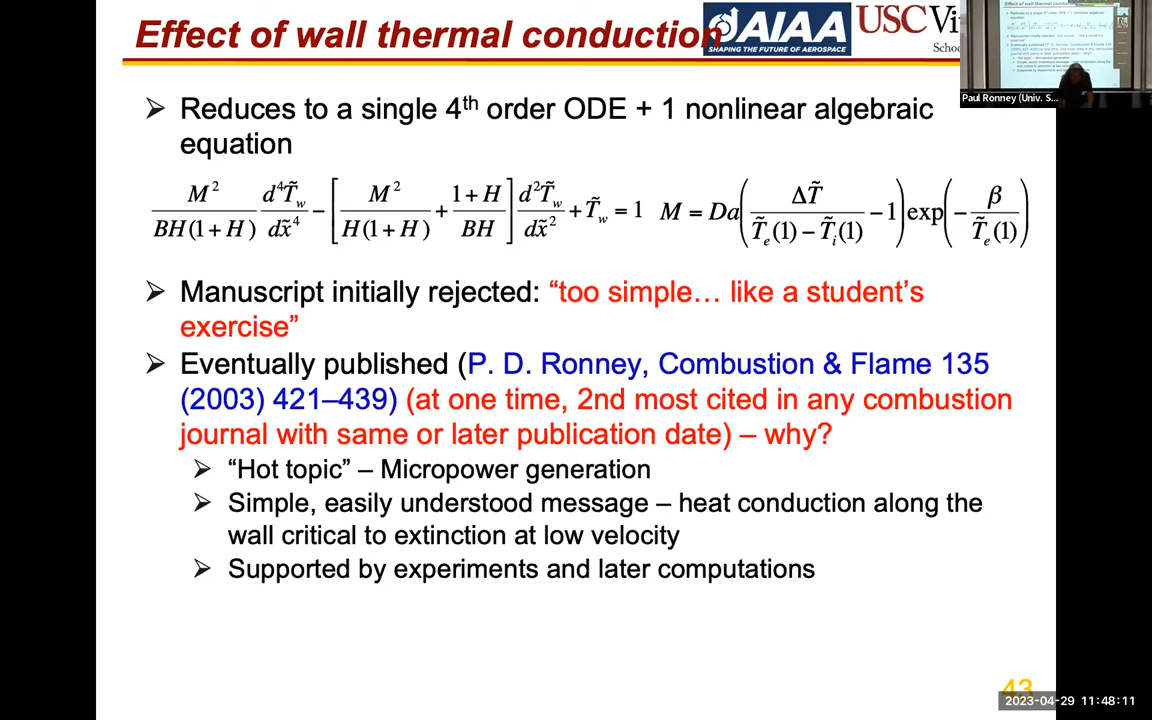 Effect of wall thermal conduction
AIAA
SHAPING THE FUTURE OF AEROSPACE
USC Vi
Schoo
Paul Ronney (Univ. S...
➢ Reduces to a single 4th order ODE + 1 nonlinear algebraic
equation
M² / BH(1+H) d⁴T̃w / dx̃⁴ − [ M² / H(1+H) + 1+H / BH ] d²T̃w / dx̃² + T̃w = 1 M = Da( ΔT̃ / T̃e(1) − T̃i(1) − 1 ) exp( − β / T̃e(1) )
➢ Manuscript initially rejected: “too simple… like a student’s
exercise”
➢ Eventually published (P. D. Ronney, Combustion & Flame 135
(2003) 421–439) (at one time, 2nd most cited in any combustion
journal with same or later publication date) – why?
➢ “Hot topic” – Micropower generation
➢ Simple, easily understood message – heat conduction along the
wall critical to extinction at low velocity
➢ Supported by experiments and later computations
43
2023-04-29 11:48:11